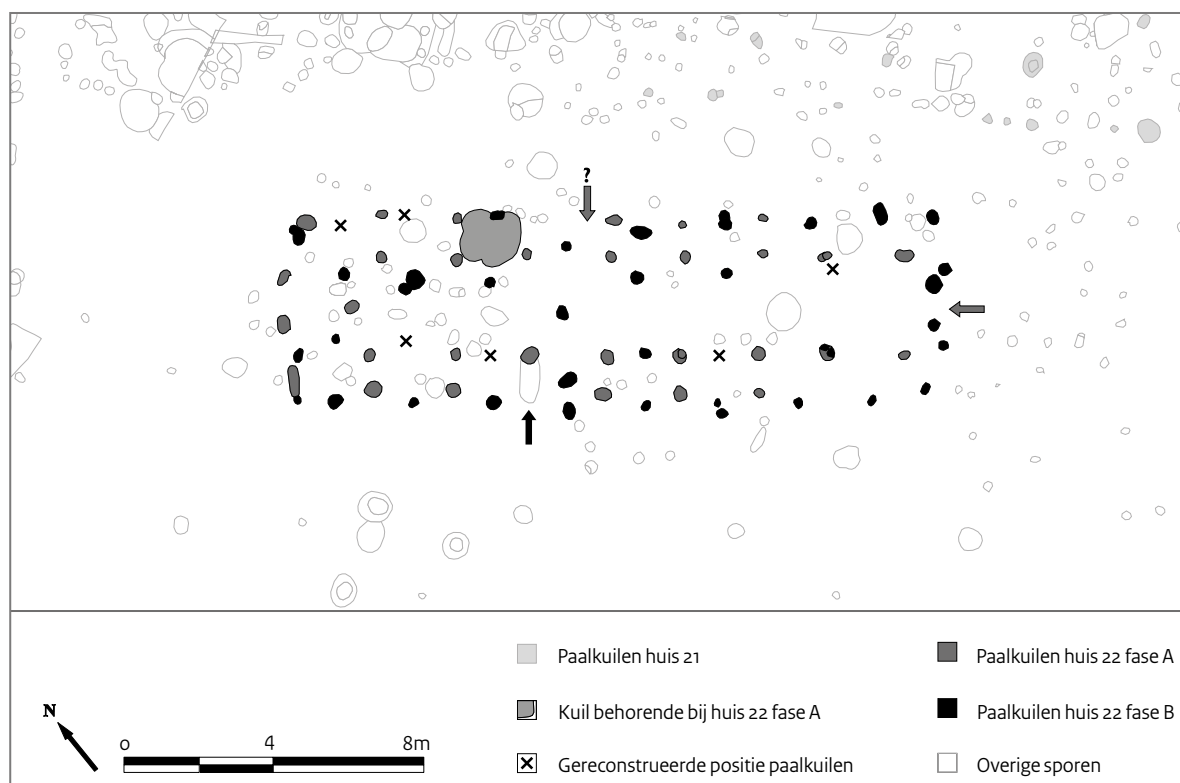 ?
Paalkuilen huis 21
Paalkuilen huis 22 fase A
Kuil behorende bij huis 22 fase A
Paalkuilen huis 22 fase B
Gereconstrueerde positie paalkuilen
Overige sporen
N
0 4 8m